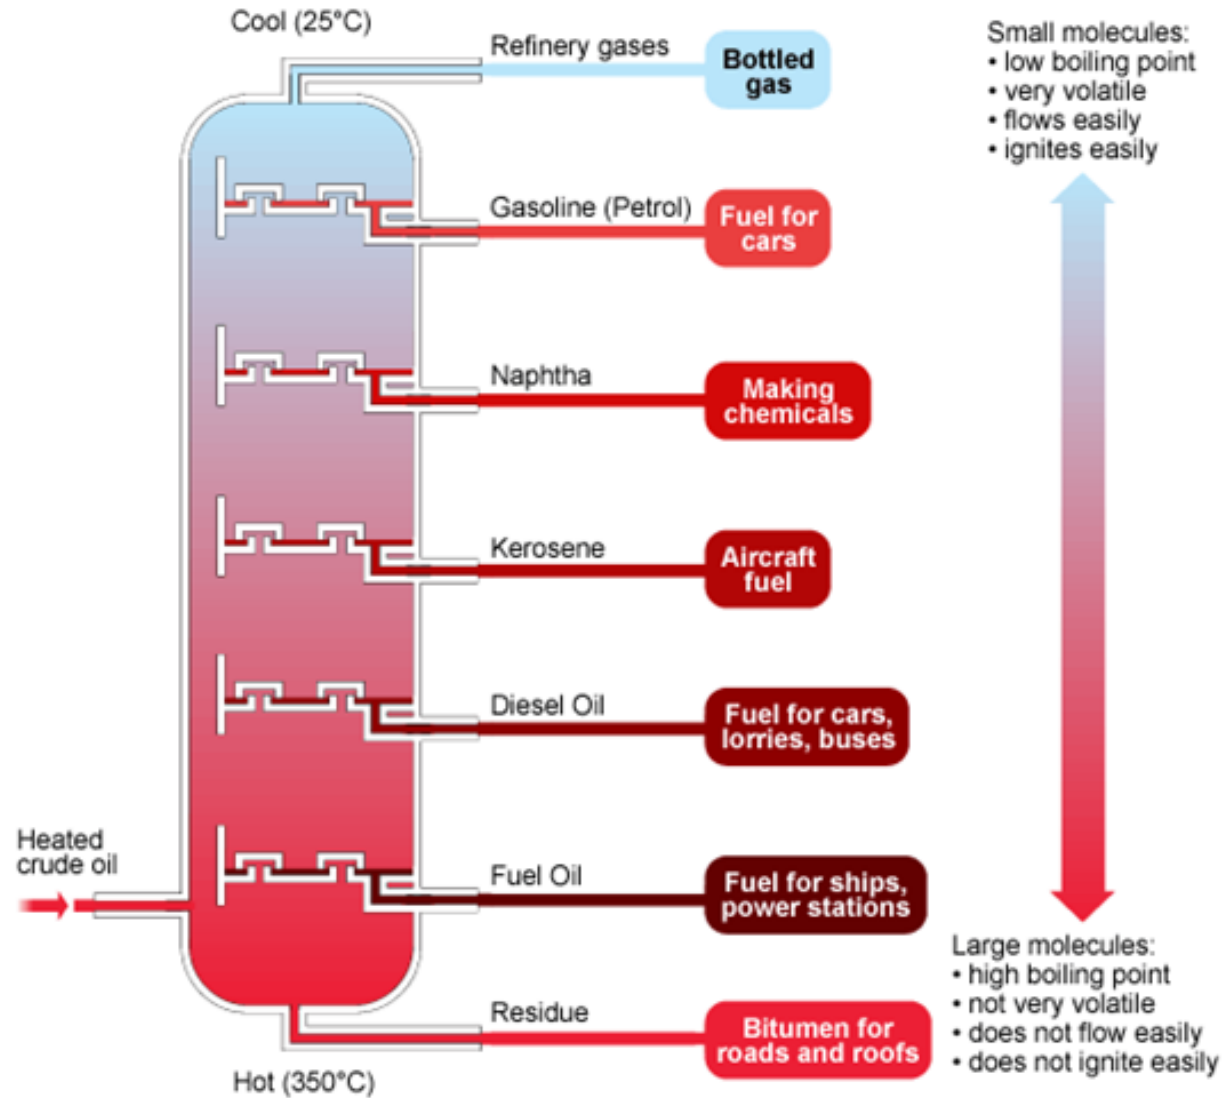 Cool (25°C)
Refinery gases
Bottled
gas
Small molecules:
• low boiling point
• very volatile
• flows easily
• ignites easily
Gasoline (Petrol)
Fuel for
cars
Naphtha
Making
chemicals
Kerosene
Aircraft
fuel
Diesel Oil
Fuel for cars,
lorries, buses
Heated
crude oil
Fuel Oil
Fuel for ships,
power stations
Large molecules:
• high boiling point
• not very volatile
• does not flow easily
• does not ignite easily
Residue
Bitumen for
roads and roofs
Hot (350°C)